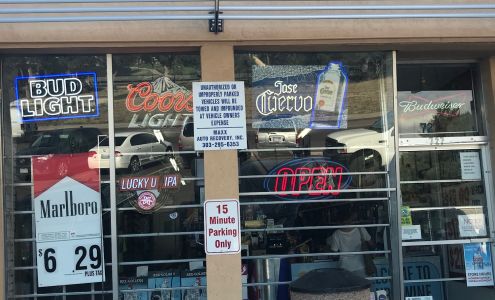 BUD
LIGHT
Coors
LIGHT
UNAUTHORIZED OR
IMPROPERLY PARKED
VEHICLES WILL BE
TOWED AND IMPOUNDED
AT VEHICLE OWNERS
EXPENSE
MAXX
AUTO RECOVERY, INC.
303-295-6353
Jose
Cuervo
Budweiser
LUCKY U IPA
OPEN
Marlboro
$6.29
PLUS TAX
15
Minute
Parking
Only